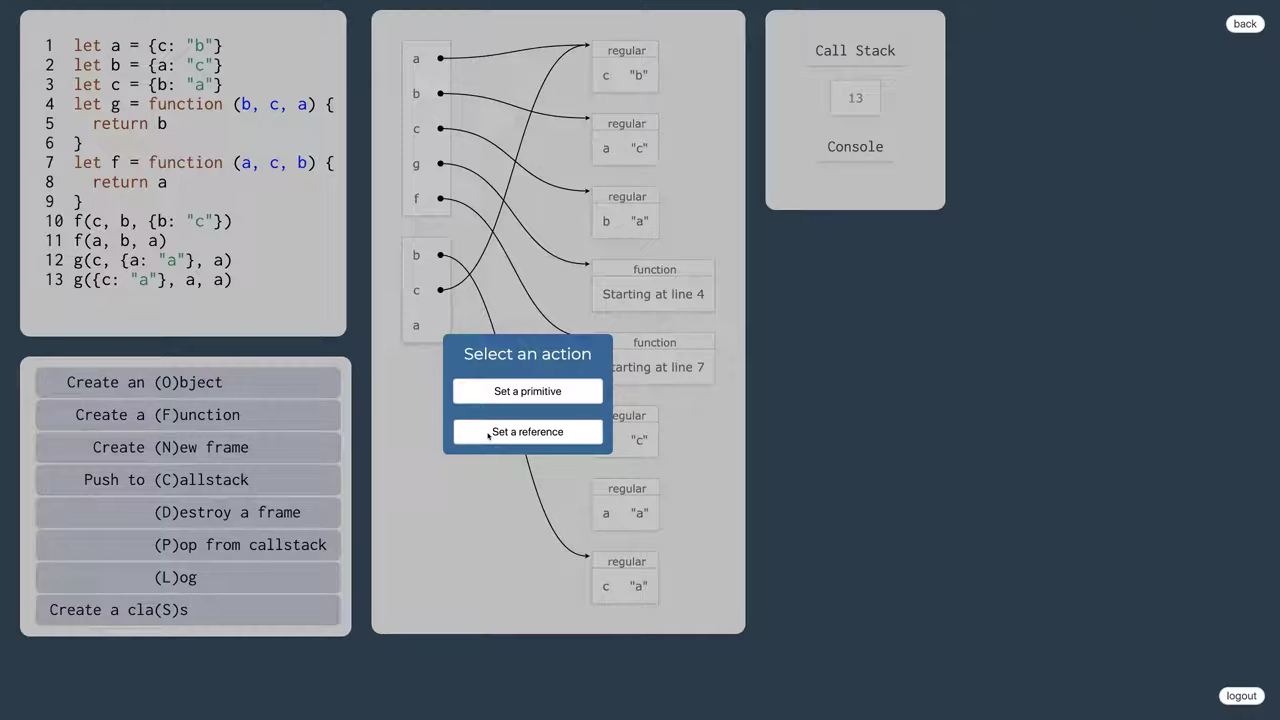 back
1 let a = {c: "b"}
2 let b = {a: "c"}
3 let c = {b: "a"}
4 let g = function (b, c, a) {
5 return b
6 }
7 let f = function (a, c, b) {
8 return a
9 }
10 f(c, b, {b: "c"})
11 f(a, b, a)
12 g(c, {a: "a"}, a)
13 g({c: "a"}, a, a)
Create an (O)bject
Create a (F)unction
Create (N)ew frame
Push to (C)allstack
(D)estroy a frame
(P)op from callstack
(L)og
Create a cla(S)s
a
b
c
g
f
b
c
a
regular
c "b"
regular
a "c"
regular
b "a"
function
Starting at line 4
function
tarting at line 7
egular
"c"
regular
a "a"
regular
c "a"
Select an action
Set a primitive
Set a reference
Call Stack
13
Console
logout